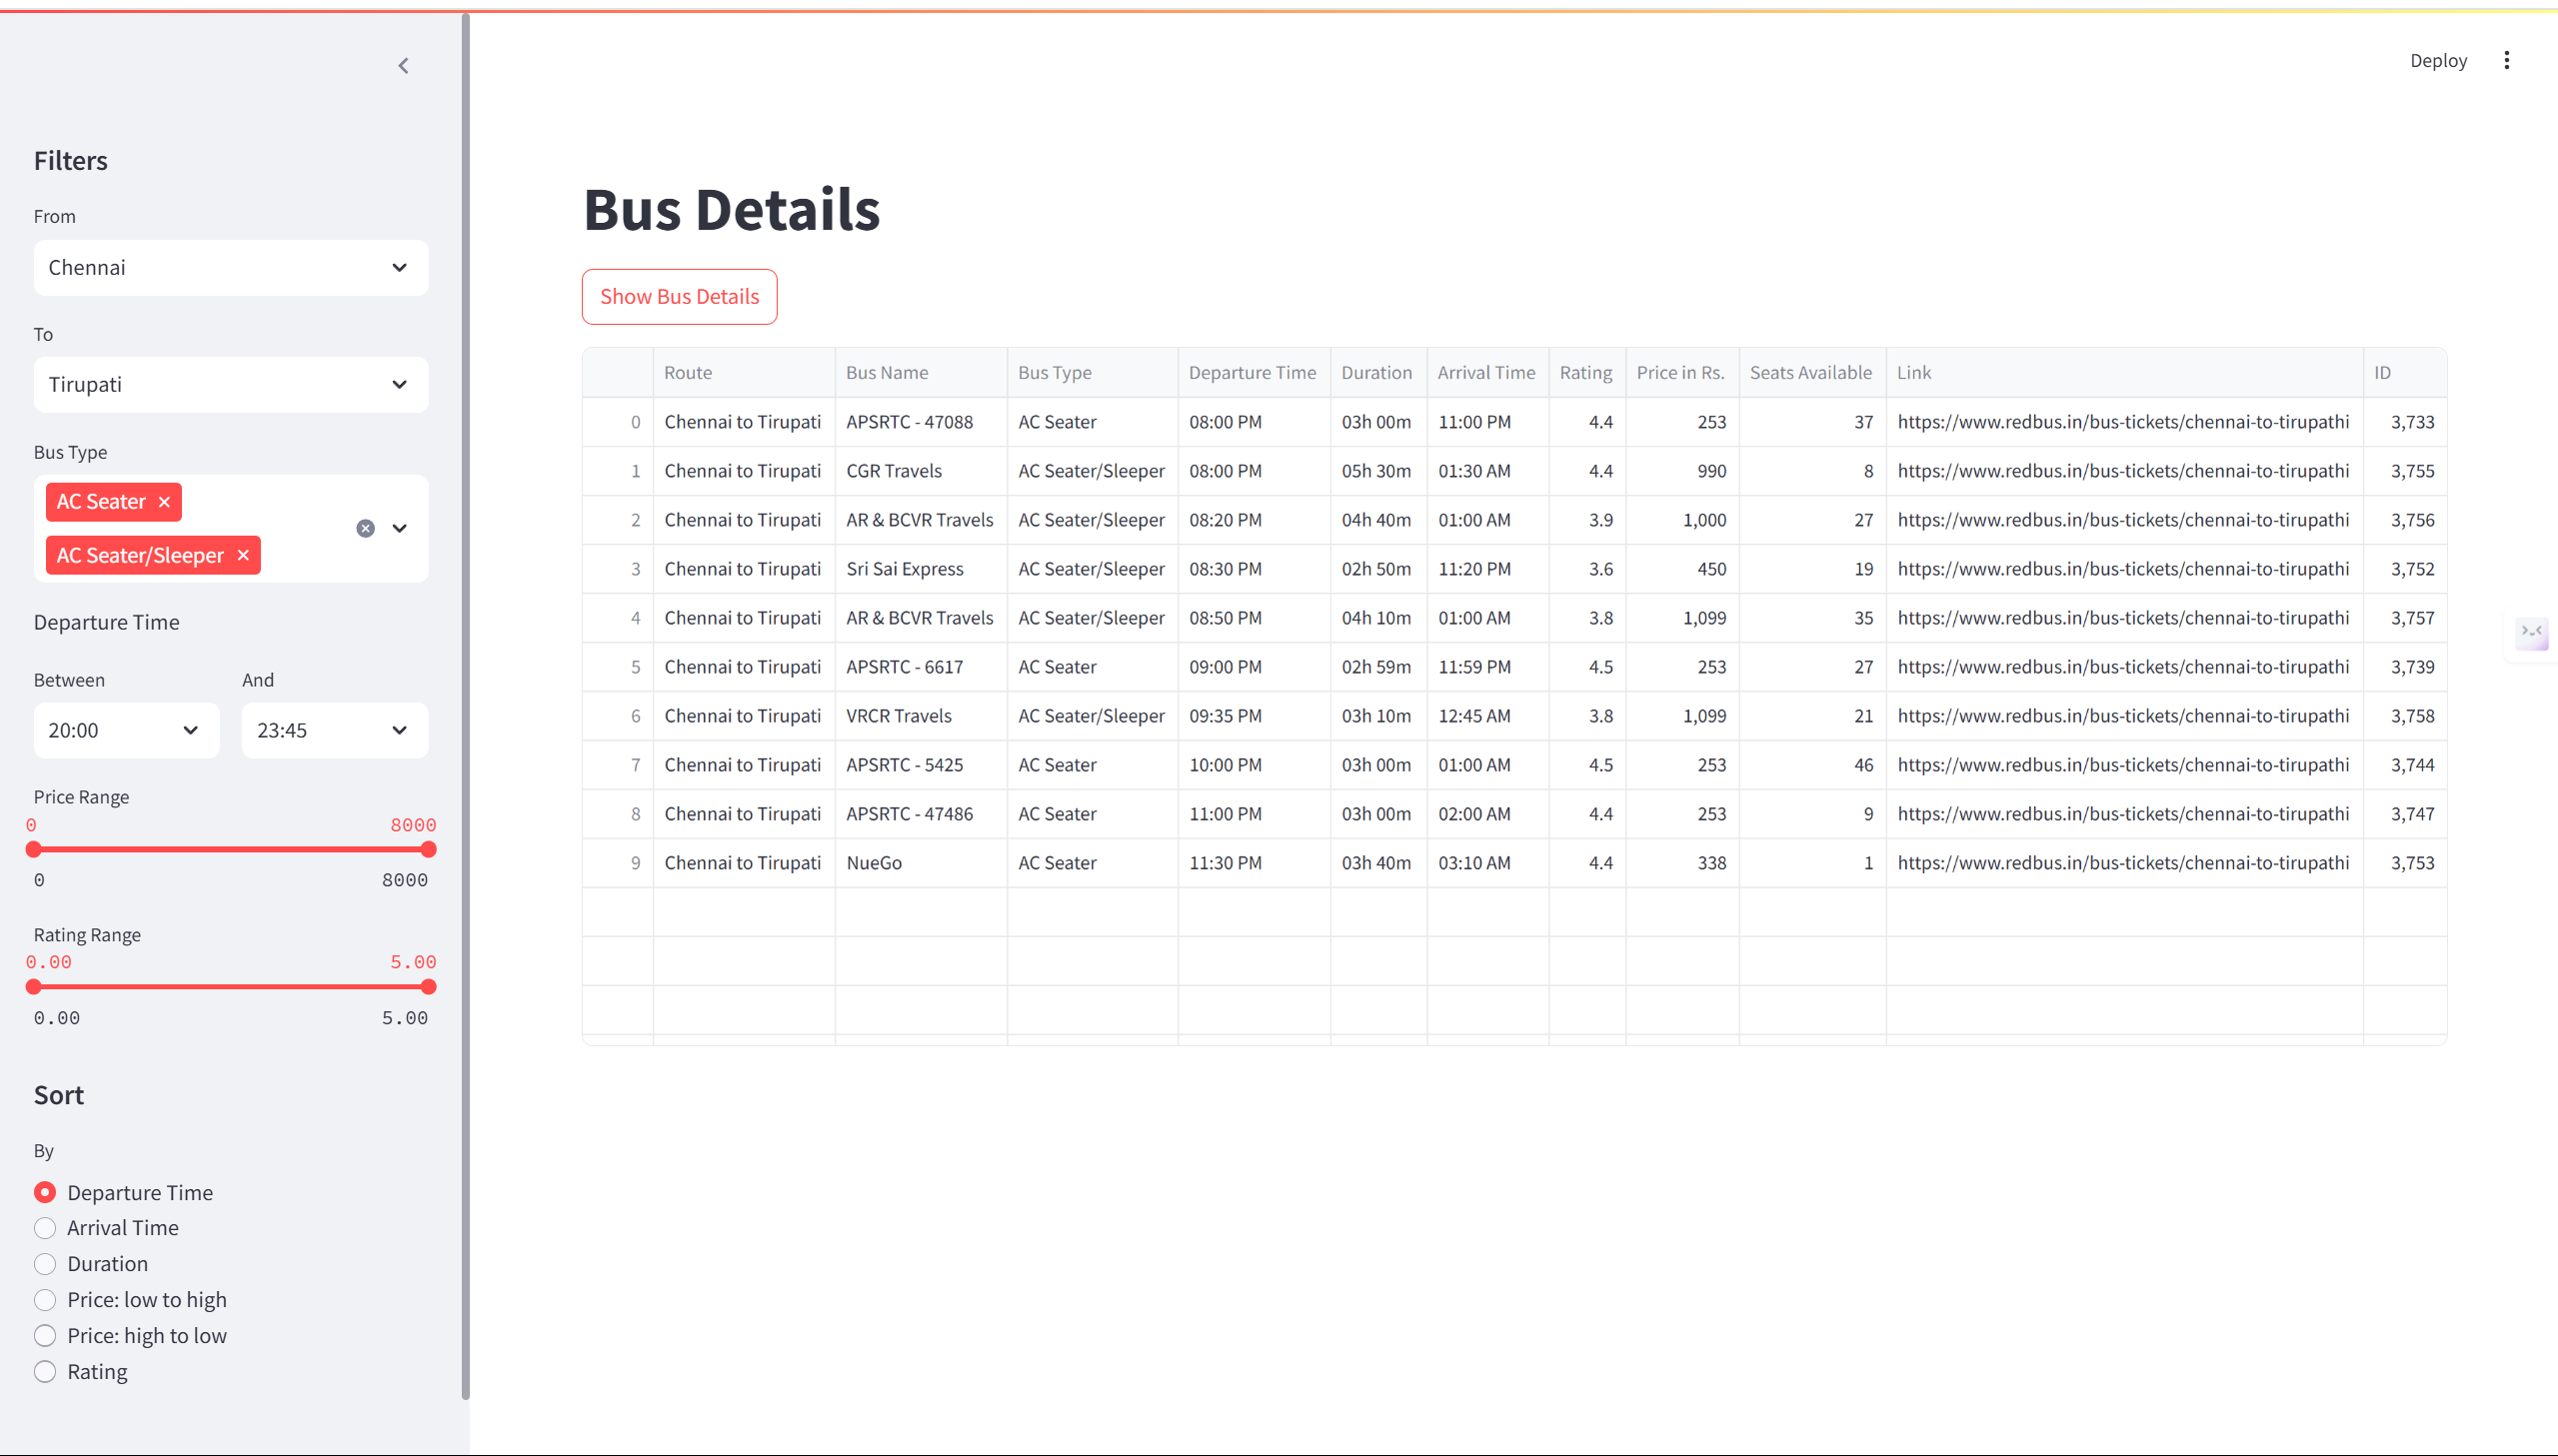 Deploy
Filters
From
Chennai
To
Tirupati
Bus Type
AC Seater
AC Seater/Sleeper
Departure Time
Between And
20:00 23:45
Price Range
0 8000
0 8000
Rating Range
0.00 5.00
0.00 5.00
Sort
By
Departure Time
Arrival Time
Duration
Price: low to high
Price: high to low
Rating
Bus Details
Show Bus Details
Route Bus Name Bus Type Departure Time Duration Arrival Time Rating Price in Rs. Seats Available Link ID
0 Chennai to Tirupati APSRTC - 47088 AC Seater 08:00 PM 03h 00m 11:00 PM 4.4 253 37 https://www.redbus.in/bus-tickets/chennai-to-tirupathi 3,733
1 Chennai to Tirupati CGR Travels AC Seater/Sleeper 08:00 PM 05h 30m 01:30 AM 4.4 990 8 https://www.redbus.in/bus-tickets/chennai-to-tirupathi 3,755
2 Chennai to Tirupati AR & BCVR Travels AC Seater/Sleeper 08:20 PM 04h 40m 01:00 AM 3.9 1,000 27 https://www.redbus.in/bus-tickets/chennai-to-tirupathi 3,756
3 Chennai to Tirupati Sri Sai Express AC Seater/Sleeper 08:30 PM 02h 50m 11:20 PM 3.6 450 19 https://www.redbus.in/bus-tickets/chennai-to-tirupathi 3,752
4 Chennai to Tirupati AR & BCVR Travels AC Seater/Sleeper 08:50 PM 04h 10m 01:00 AM 3.8 1,099 35 https://www.redbus.in/bus-tickets/chennai-to-tirupathi 3,757
5 Chennai to Tirupati APSRTC - 6617 AC Seater 09:00 PM 02h 59m 11:59 PM 4.5 253 27 https://www.redbus.in/bus-tickets/chennai-to-tirupathi 3,739
6 Chennai to Tirupati VRCR Travels AC Seater/Sleeper 09:35 PM 03h 10m 12:45 AM 3.8 1,099 21 https://www.redbus.in/bus-tickets/chennai-to-tirupathi 3,758
7 Chennai to Tirupati APSRTC - 5425 AC Seater 10:00 PM 03h 00m 01:00 AM 4.5 253 46 https://www.redbus.in/bus-tickets/chennai-to-tirupathi 3,744
8 Chennai to Tirupati APSRTC - 47486 AC Seater 11:00 PM 03h 00m 02:00 AM 4.4 253 9 https://www.redbus.in/bus-tickets/chennai-to-tirupathi 3,747
9 Chennai to Tirupati NueGo AC Seater 11:30 PM 03h 40m 03:10 AM 4.4 338 1 https://www.redbus.in/bus-tickets/chennai-to-tirupathi 3,753